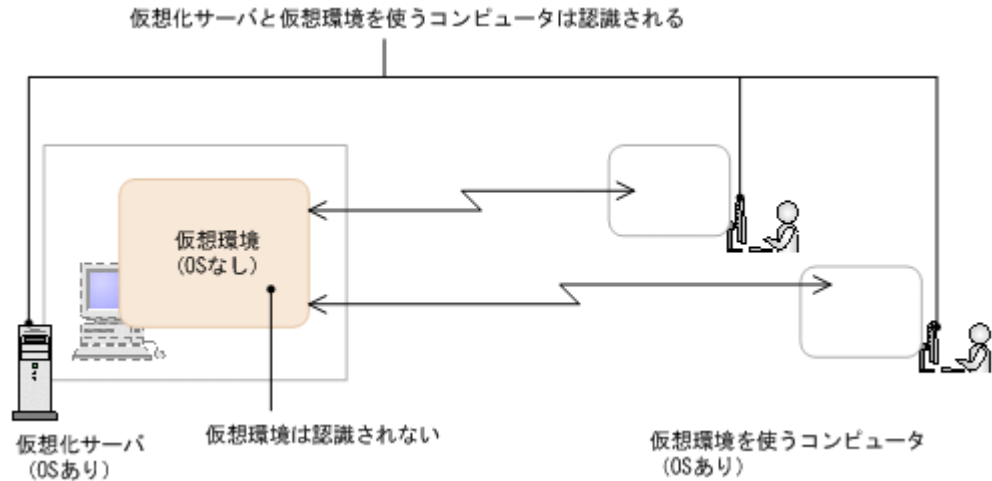 仮想化サーバと仮想環境を使うコンピュータは認識される
仮想環境
(OSなし)
仮想環境は認識されない
仮想化サーバ
(OSあり)
仮想環境を使うコンピュータ
(OSあり)